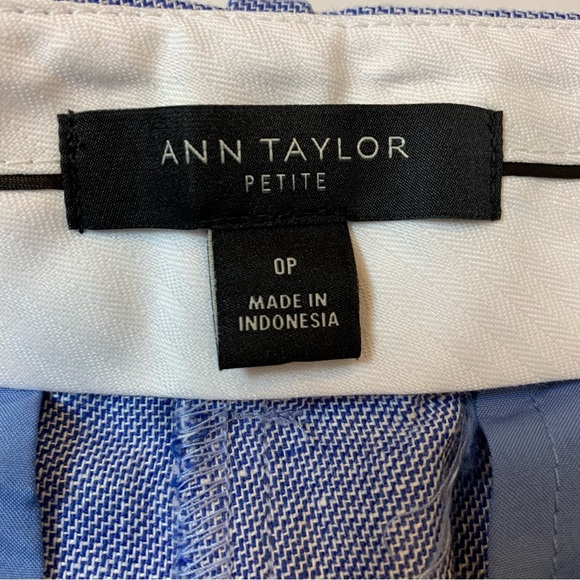 ANN TAYLOR
PETITE
0P
MADE IN
INDONESIA